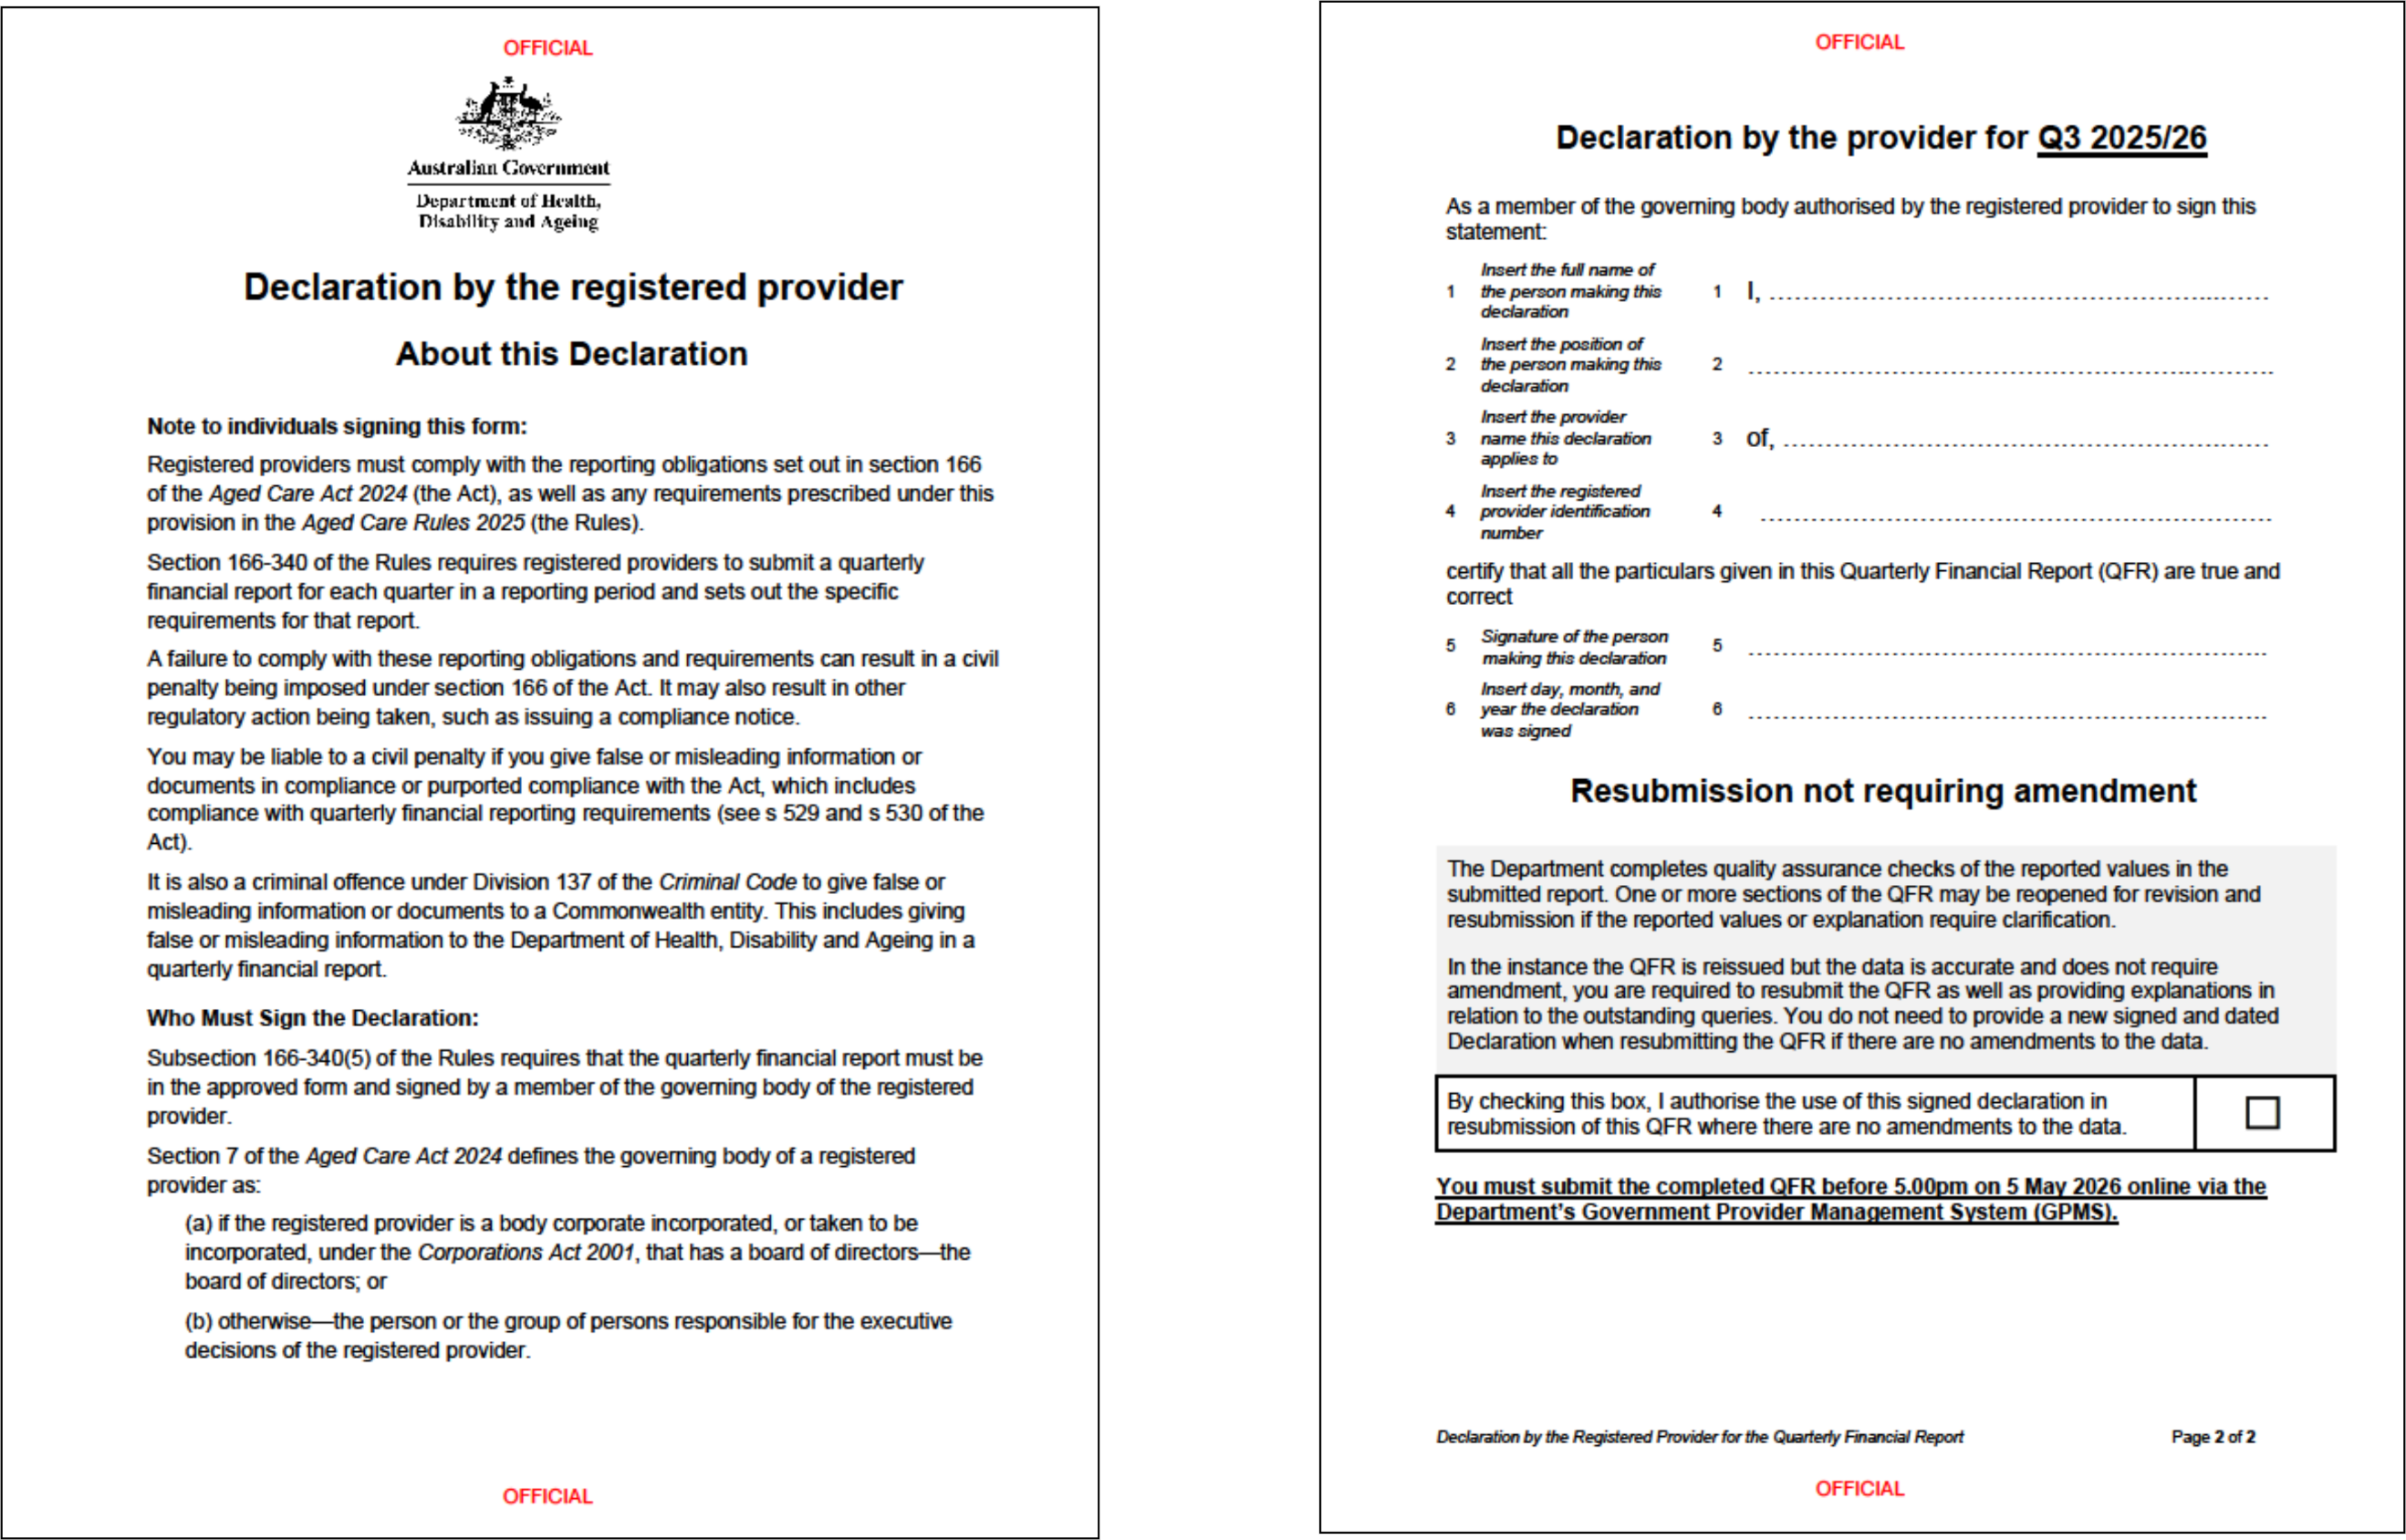 OFFICIAL
Australian Government
Department of Health,
Disability and Ageing
Declaration by the registered provider
About this Declaration
Note to individuals signing this form:
Registered providers must comply with the reporting obligations set out in section 166
of the Aged Care Act 2024 (the Act), as well as any requirements prescribed under this
provision in the Aged Care Rules 2025 (the Rules).
Section 166-340 of the Rules requires registered providers to submit a quarterly
financial report for each quarter in a reporting period and sets out the specific
requirements for that report.
A failure to comply with these reporting obligations and requirements can result in a civil
penalty being imposed under section 166 of the Act. It may also result in other
regulatory action being taken, such as issuing a compliance notice.
You may be liable to a civil penalty if you give false or misleading information or
documents in compliance or purported compliance with the Act, which includes
compliance with quarterly financial reporting requirements (see s 529 and s 530 of the
Act).
It is also a criminal offence under Division 137 of the Criminal Code to give false or
misleading information or documents to a Commonwealth entity. This includes giving
false or misleading information to the Department of Health, Disability and Ageing in a
quarterly financial report.
Who Must Sign the Declaration:
Subsection 166-340(5) of the Rules requires that the quarterly financial report must be
in the approved form and signed by a member of the governing body of the registered
provider.
Section 7 of the Aged Care Act 2024 defines the governing body of a registered
provider as:
(a) if the registered provider is a body corporate incorporated, or taken to be
incorporated, under the Corporations Act 2001, that has a board of directors—the
board of directors; or
(b) otherwise—the person or the group of persons responsible for the executive
decisions of the registered provider.
OFFICIAL
OFFICIAL
Declaration by the provider for Q3 2025/26
As a member of the governing body authorised by the registered provider to sign this
statement:
1 Insert the full name of
the person making this
declaration
1 I, ..............................
2 Insert the position of
the person making this
declaration
2 ..............................
3 Insert the provider
name this declaration
applies to
3 of, ..............................
4 Insert the registered
provider identification
number
4 ..............................
certify that all the particulars given in this Quarterly Financial Report (QFR) are true and
correct
5 Signature of the person
making this declaration
5 ..............................
6 Insert day, month, and
year the declaration
was signed
6 ..............................
Resubmission not requiring amendment
The Department completes quality assurance checks of the reported values in the
submitted report. One or more sections of the QFR may be reopened for revision and
resubmission if the reported values or explanation require clarification.
In the instance the QFR is reissued but the data is accurate and does not require
amendment, you are required to resubmit the QFR as well as providing explanations in
relation to the outstanding queries. You do not need to provide a new signed and dated
Declaration when resubmitting the QFR if there are no amendments to the data.
By checking this box, I authorise the use of this signed declaration in
resubmission of this QFR where there are no amendments to the data.
You must submit the completed QFR before 5.00pm on 5 May 2026 online via the
Department's Government Provider Management System (GPMS).
Declaration by the Registered Provider for the Quarterly Financial Report Page 2 of 2
OFFICIAL